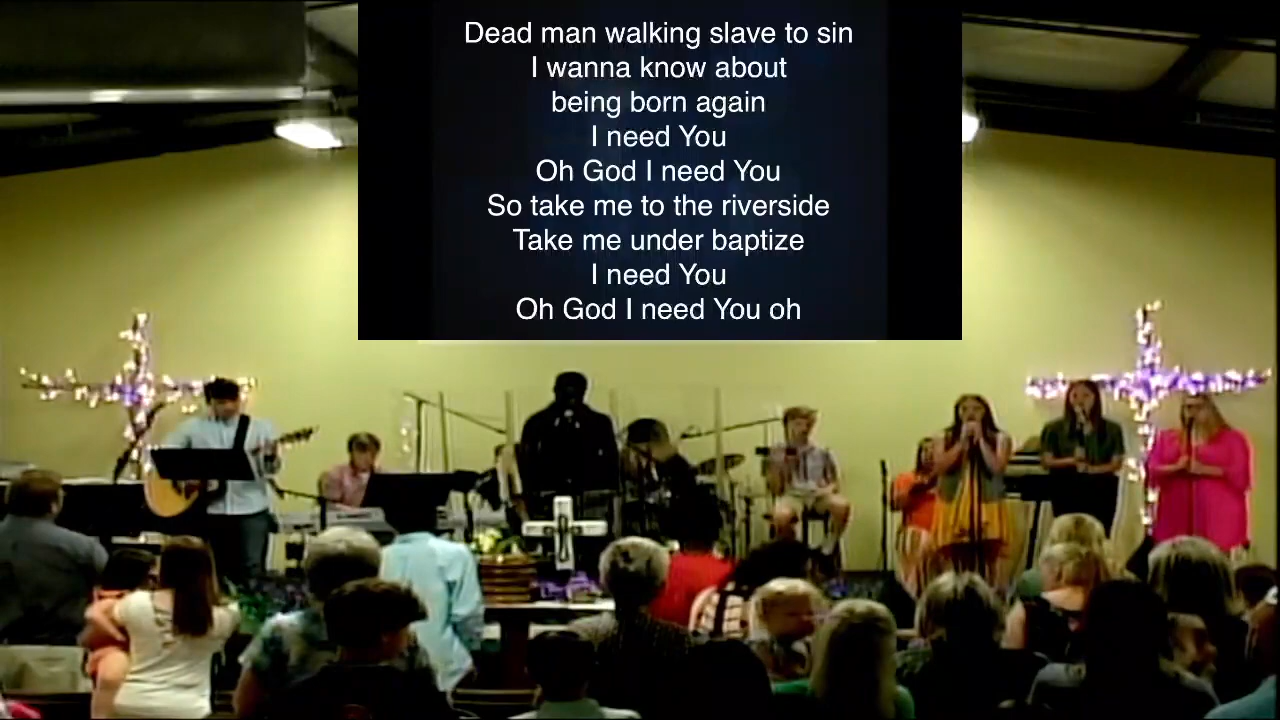 Dead man walking slave to sin
I wanna know about
being born again
I need You
Oh God I need You
So take me to the riverside
Take me under baptize
I need You
Oh God I need You oh